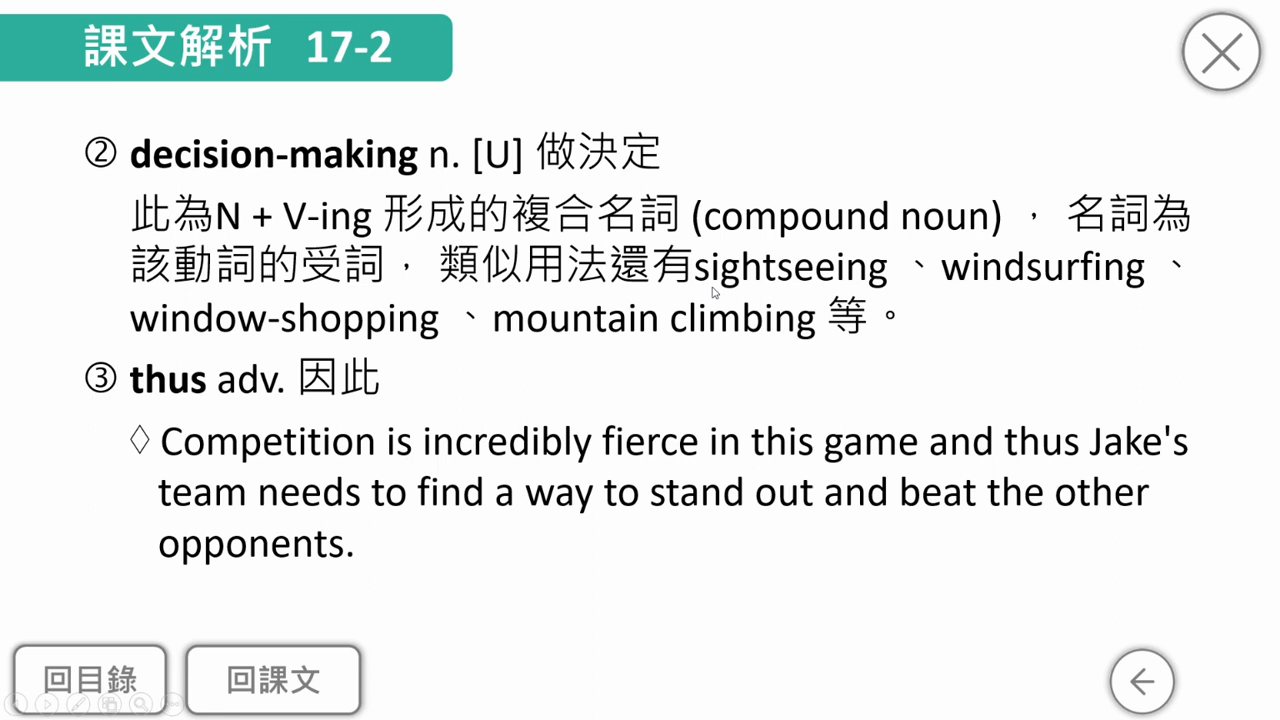 課文解析 17-2
② decision-making n. [U] 做決定
此為N + V-ing 形成的複合名詞 (compound noun) ， 名詞為
該動詞的受詞， 類似用法還有sightseeing 、windsurfing 、
window-shopping 、mountain climbing 等。
③ thus adv. 因此
◊ Competition is incredibly fierce in this game and thus Jake's
team needs to find a way to stand out and beat the other
opponents.
回目錄 回課文